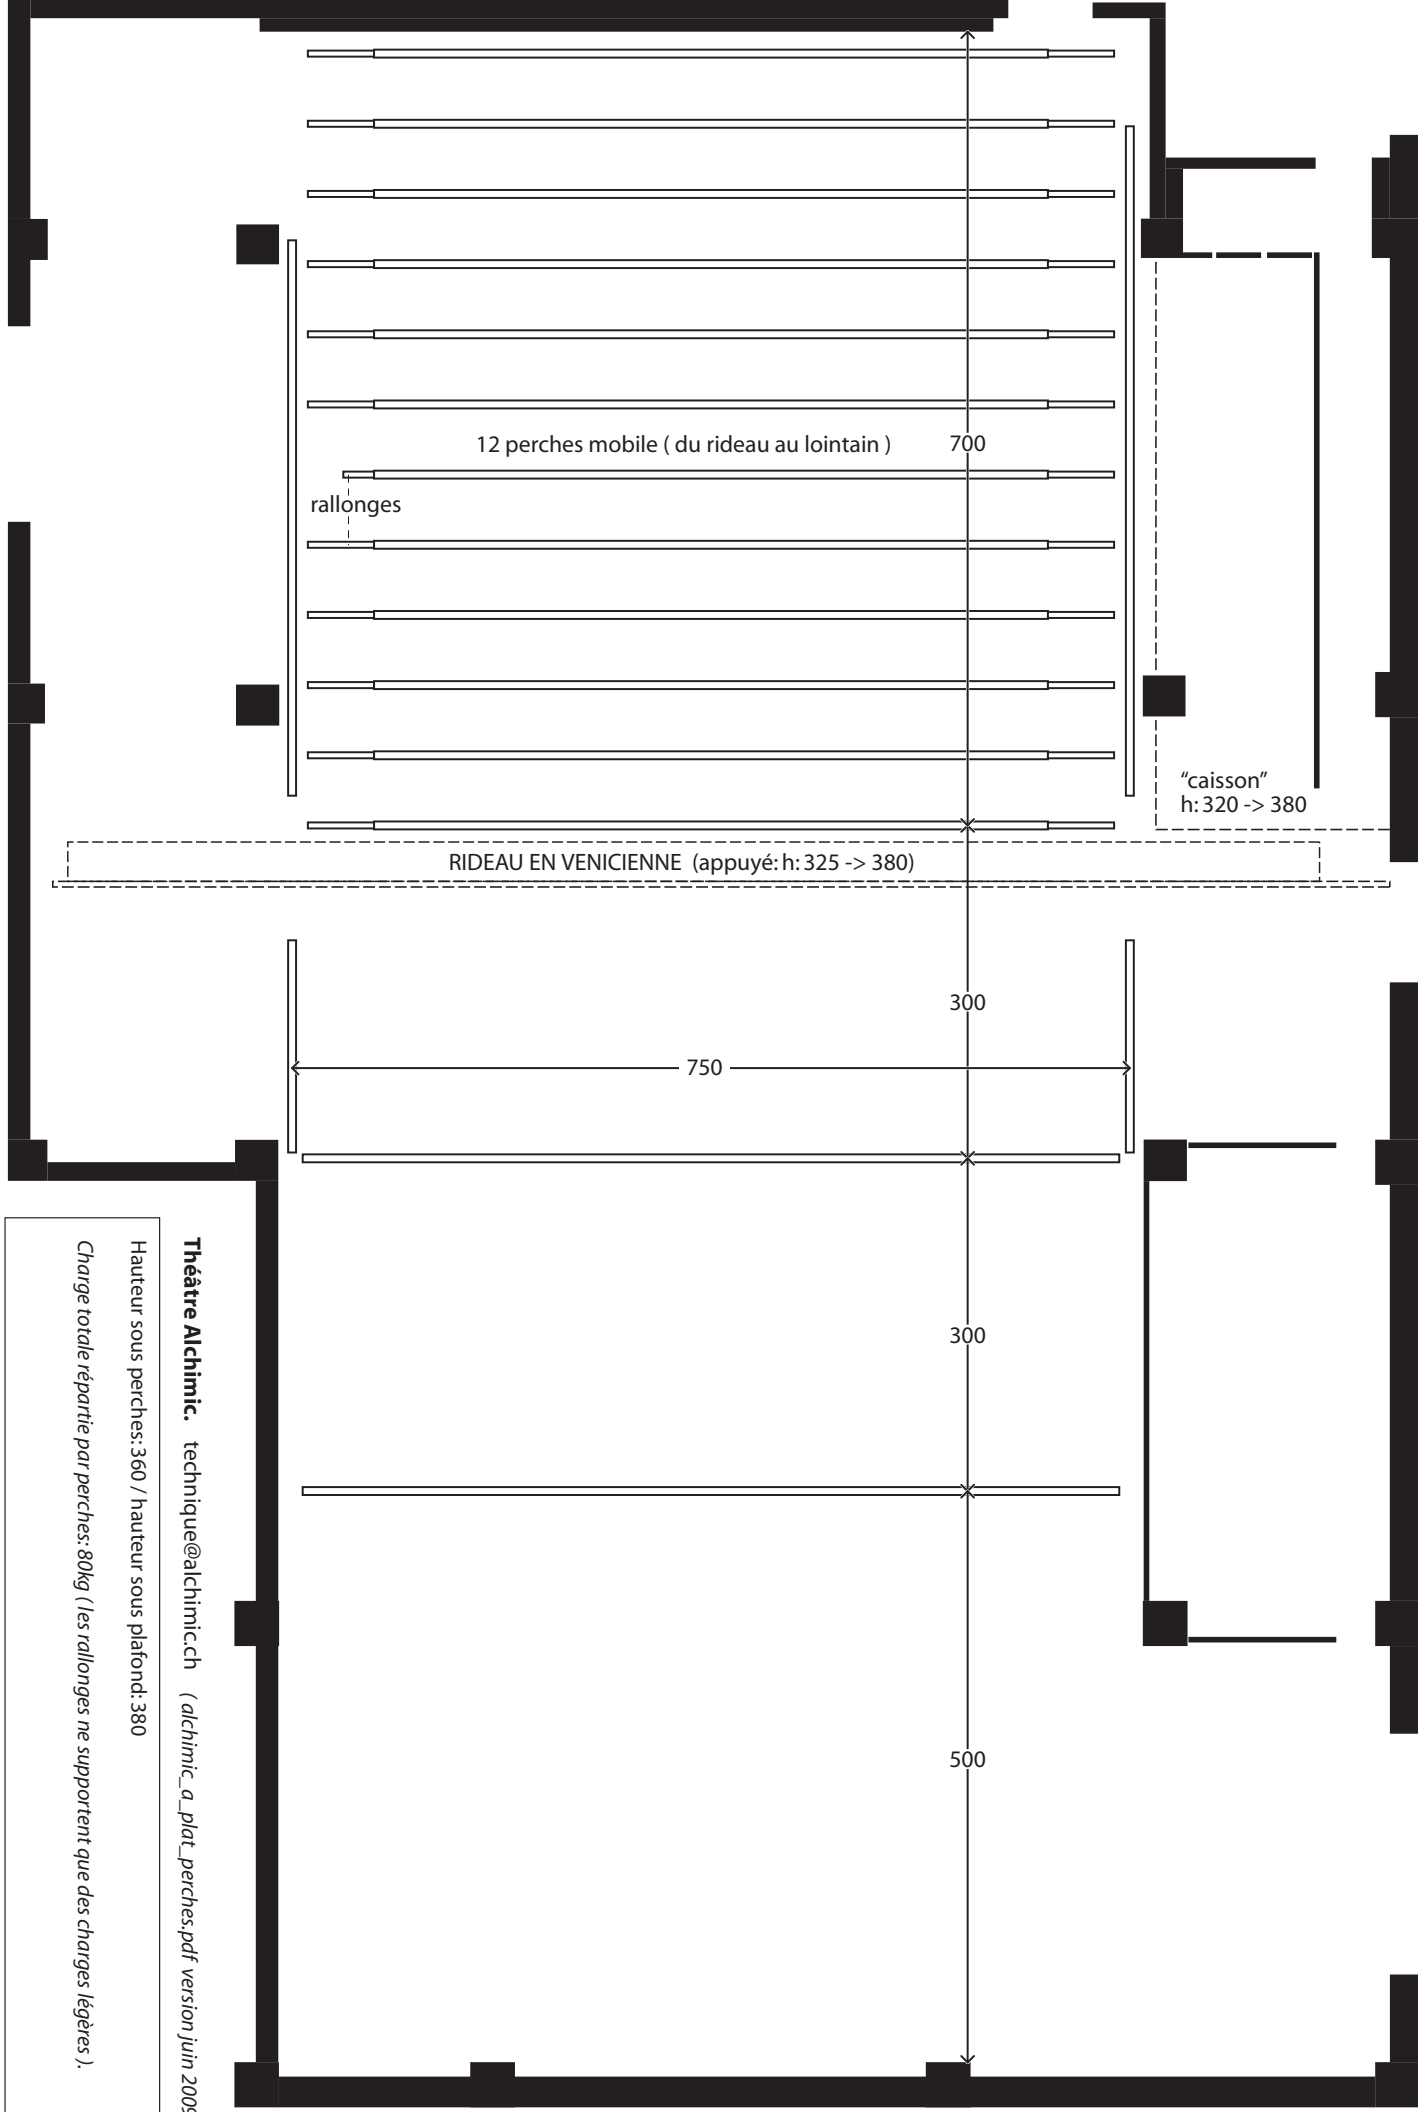 12 perches mobile ( du rideau au lointain )
700
rallonges
“caisson”
h: 320 -> 380
RIDEAU EN VENICIENNE (appuyé: h: 325 -> 380)
300
750
300
500
Théâtre Alchimic. technique@alchimic.ch ( alchimic_a_plat_perches.pdf version juin 2009
Hauteur sous perches: 360 / hauteur sous plafond: 380
Charge totale répartie par perches: 80kg ( les rallonges ne supportent que des charges légères ).